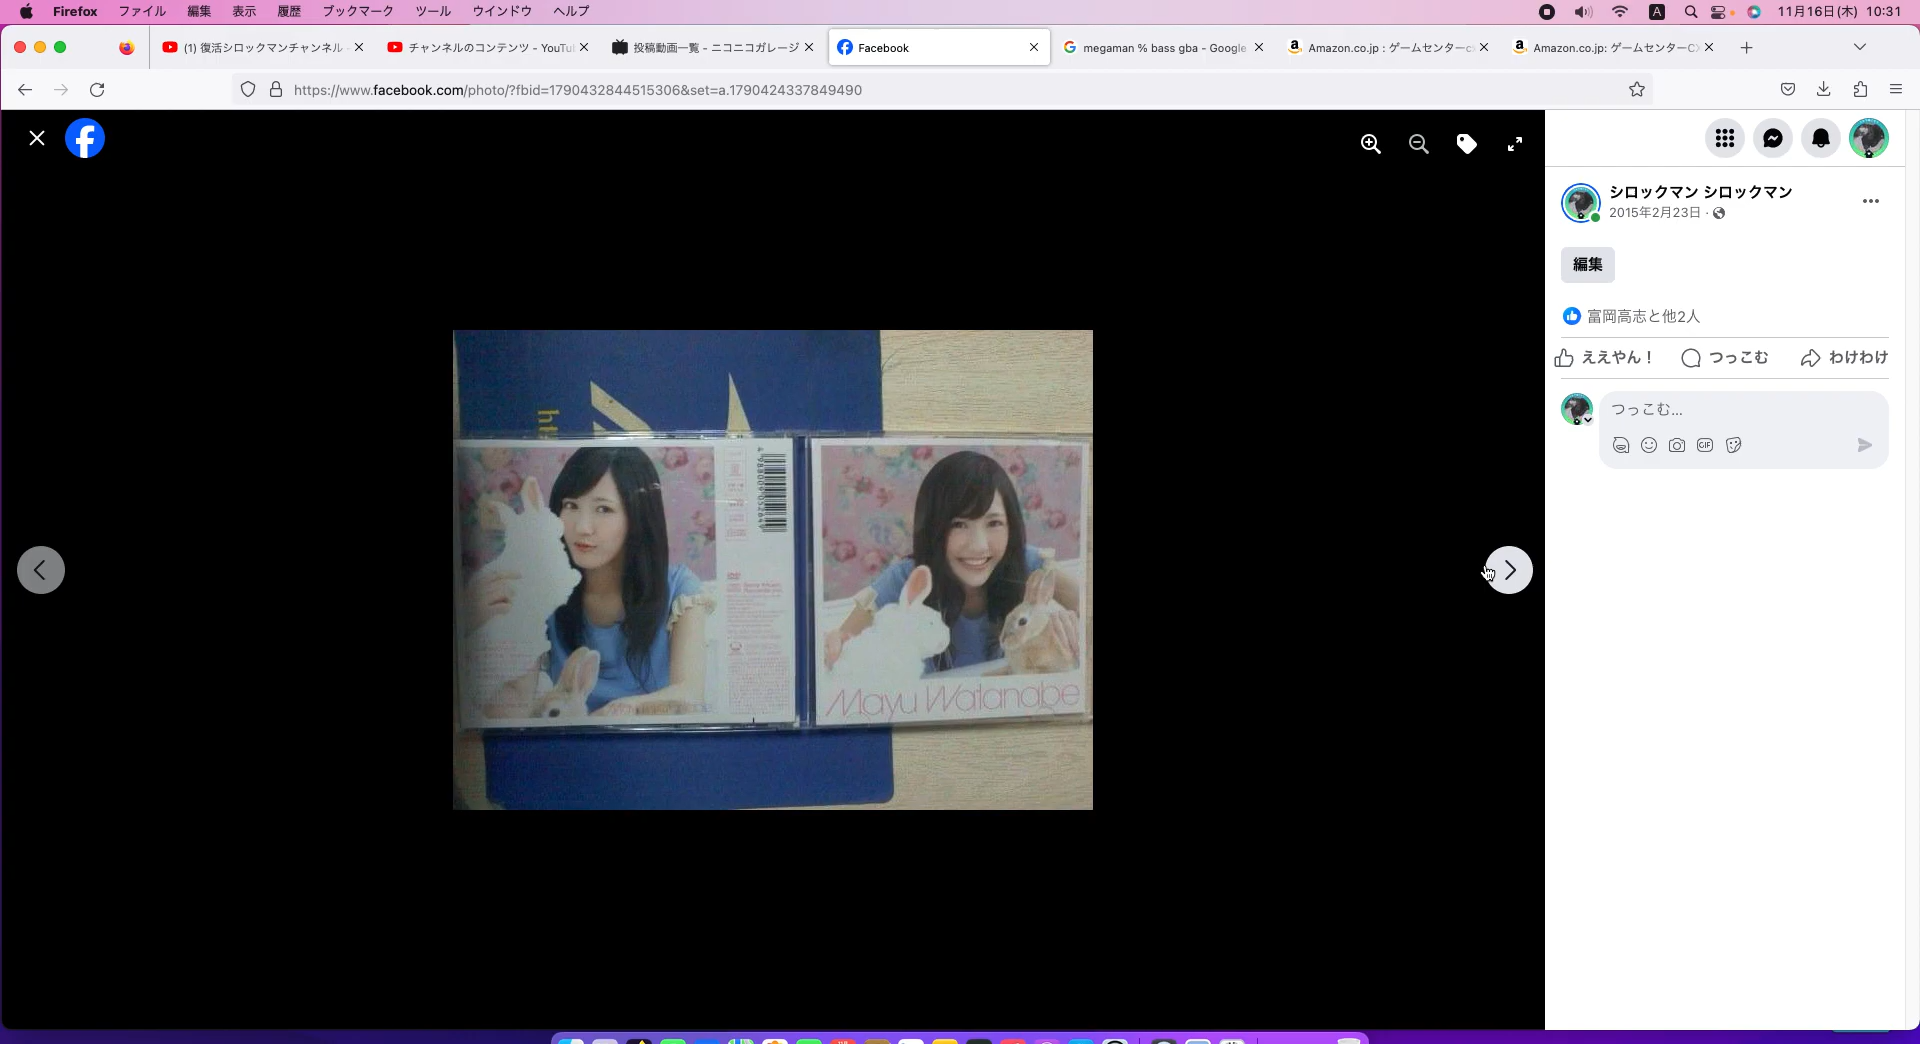 Firefox ファイル 編集 表示 履歴 ブックマーク ツール ウインドウ ヘルプ A 11月16日(木) 10:31
(1) 復活シロックマンチャンネル
チャンネルのコンテンツ - YouTu
投稿動画一覧 - ニコニコガレージ
Facebook
megaman % bass gba - Google
Amazon.co.jp : ゲームセンターc
Amazon.co.jp: ゲームセンターC
https://www.facebook.com/photo/?fbid=1790432844515306&set=a.1790424337849490
シロックマン シロックマン
2015年2月23日
編集
富岡高志と他2人
ええやん！ つっこむ わけわけ
つっこむ...
GIF
Mayu Watanabe